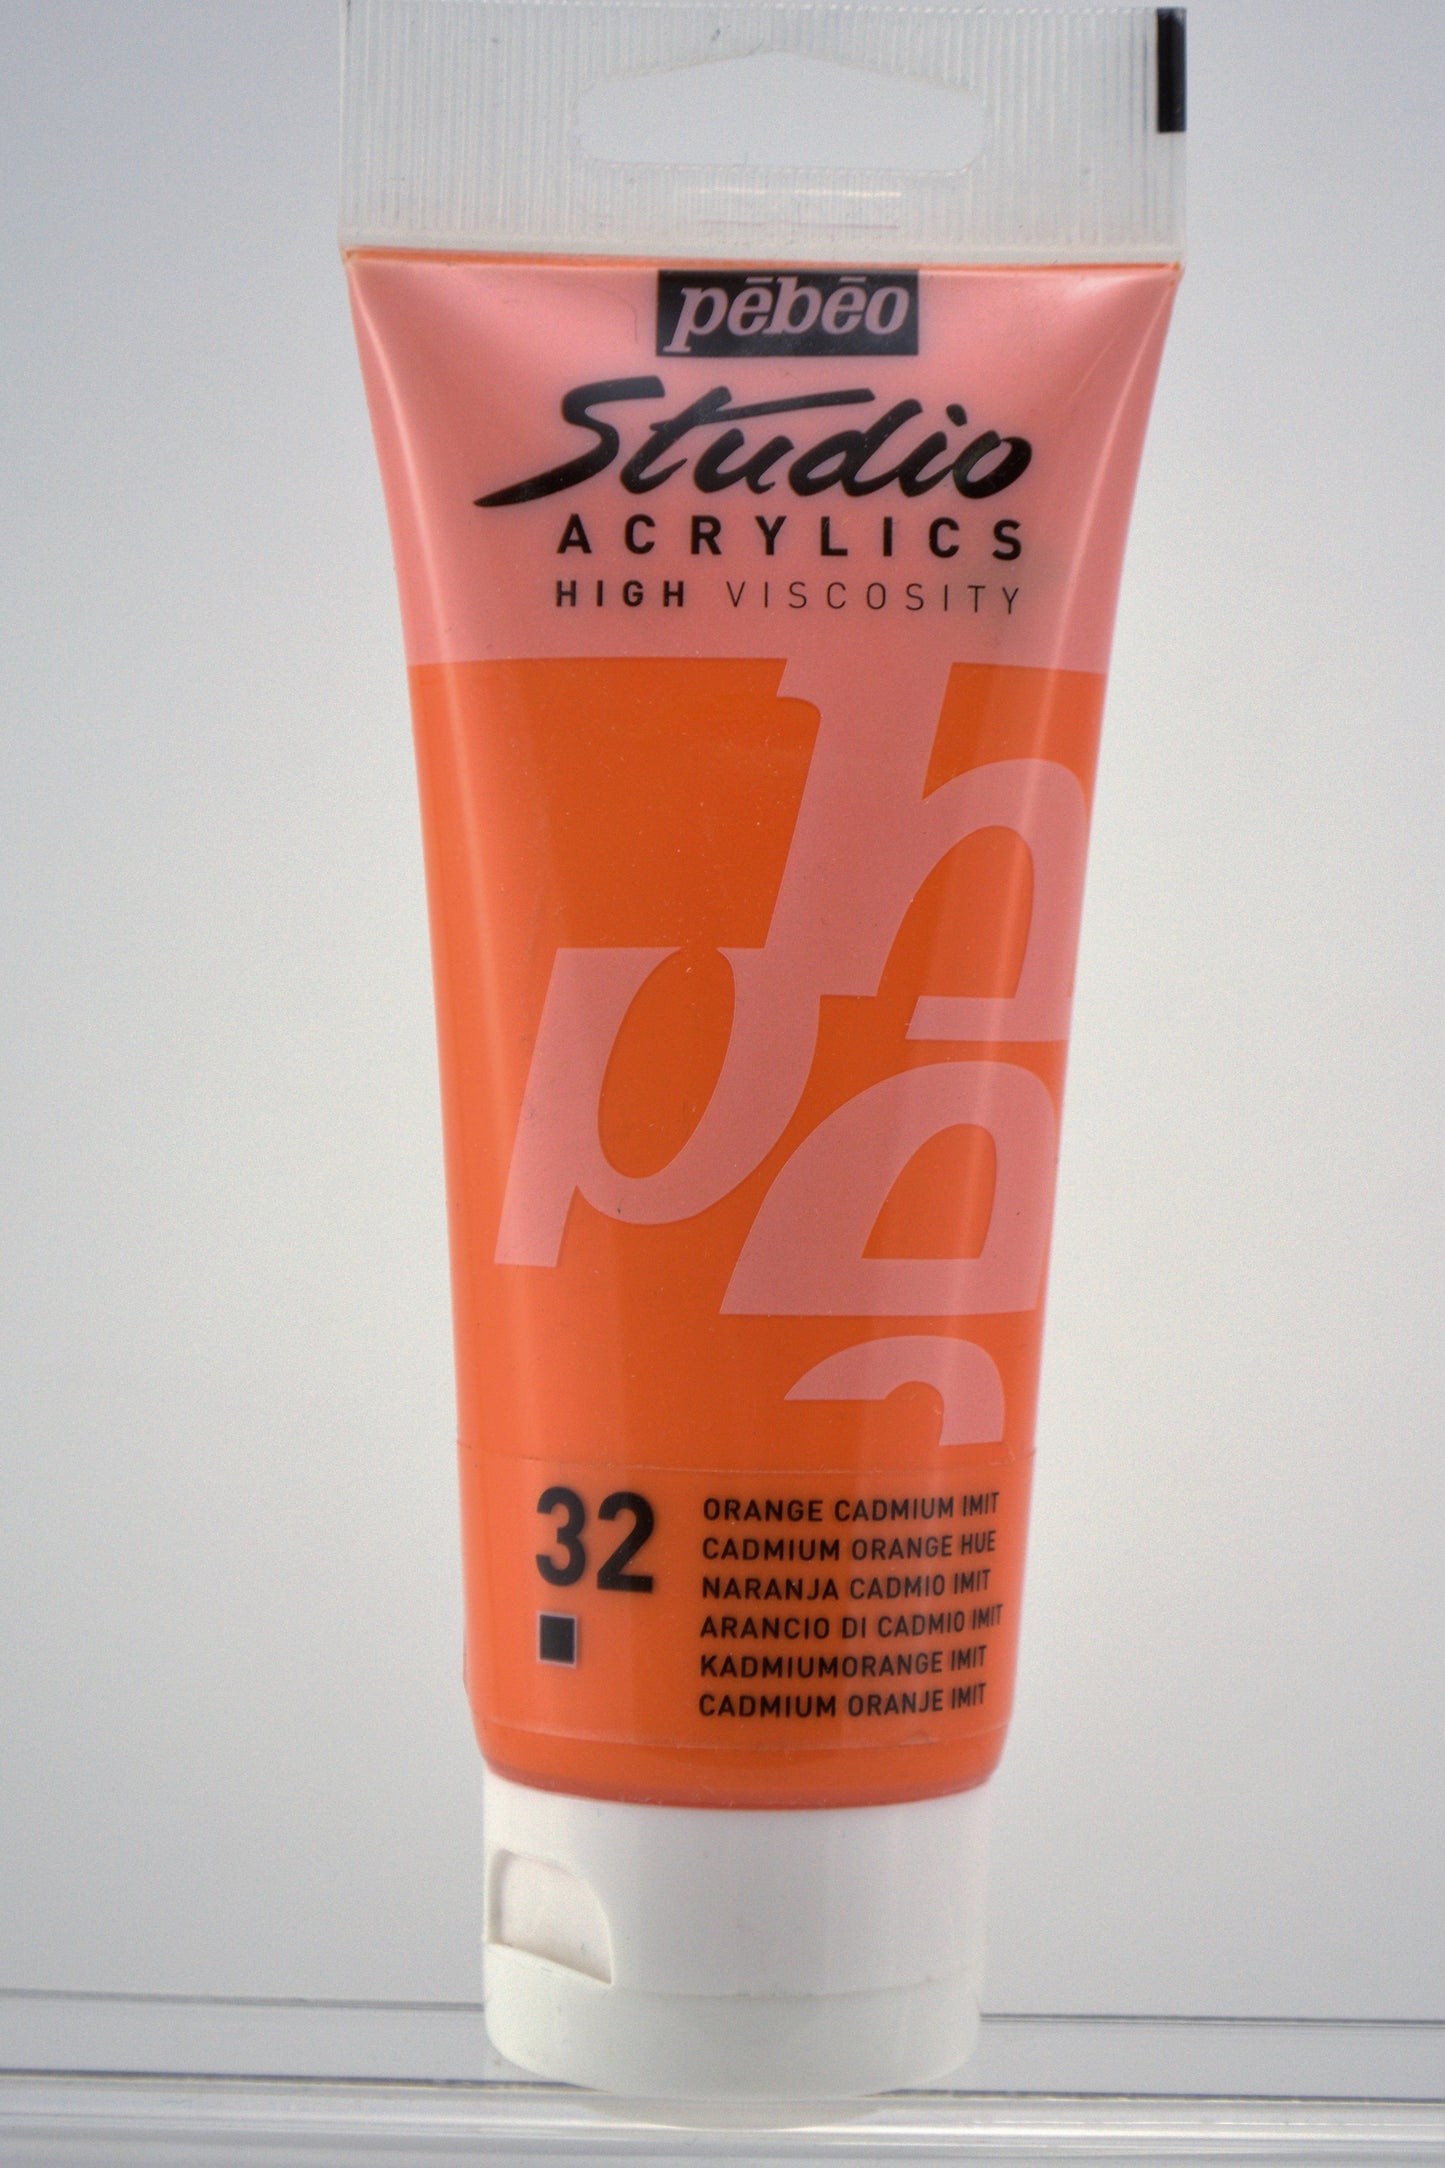 pēbēo
Studio
ACRYLICS
HIGH VISCOSITY
32
ORANGE CADMIUM IMIT
CADMIUM ORANGE HUE
NARANJA CADMIO IMIT
ARANCIO DI CADMIO IMIT
KADMIUMORANGE IMIT
CADMIUM ORANJE IMIT